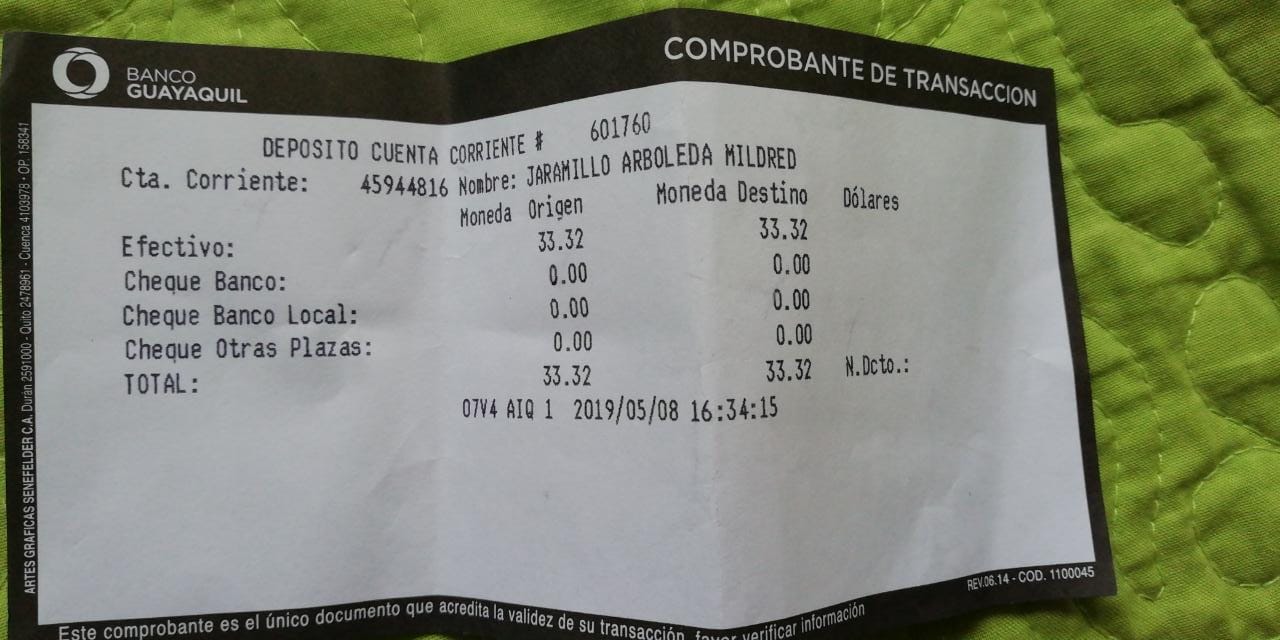 BANCO
GUAYAQUIL
COMPROBANTE DE TRANSACCION
DEPOSITO CUENTA CORRIENTE # 601760
Cta. Corriente: 45944816 Nombre: JARAMILLO ARBOLEDA MILDRED
Moneda Origen Moneda Destino Dólares
Efectivo: 33.32 33.32
Cheque Banco: 0.00 0.00
Cheque Banco Local: 0.00 0.00
Cheque Otras Plazas: 0.00 0.00
TOTAL: 33.32 33.32 N.Dcto.:
07V4 AIQ 1 2019/05/08 16:34:15
REV.06.14 - COD. 1100045
Este comprobante es el único documento que acredita la validez de su transacción, favor verificar información
ARTES GRAFICAS SENEFELDER C.A. Durán 2591000 - Quito 2478961 - Cuenca 4103978 - OP. 158341